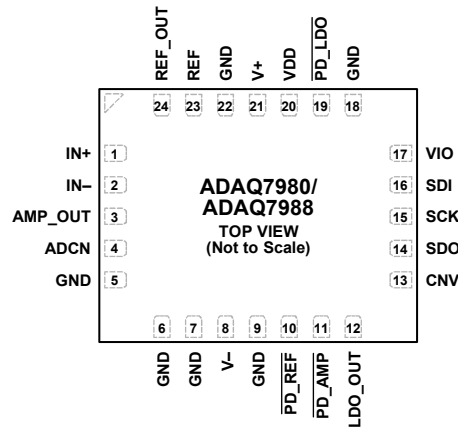 REF_OUT
REF
GND
V+
VDD
PD_LDO
GND
24 23 22 21 20 19 18
IN+ 1
IN– 2
AMP_OUT 3
ADCN 4
GND 5
ADAQ7980/
ADAQ7988
TOP VIEW
(Not to Scale)
17 VIO
16 SDI
15 SCK
14 SDO
13 CNV
6 7 8 9 10 11 12
GND
GND
V–
GND
PD_REF
PD_AMP
LDO_OUT